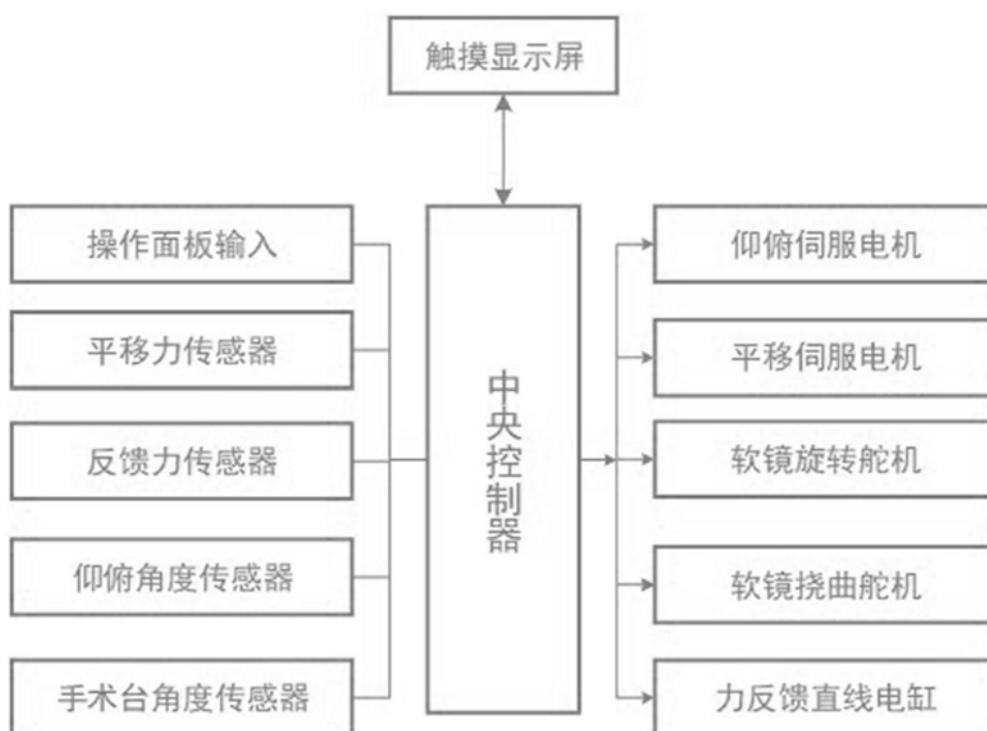 触摸显示屏
操作面板输入
平移力传感器
反馈力传感器
仰俯角度传感器
手术台角度传感器
中央控制器
仰俯伺服电机
平移伺服电机
软镜旋转舵机
软镜挠曲舵机
力反馈直线电缸